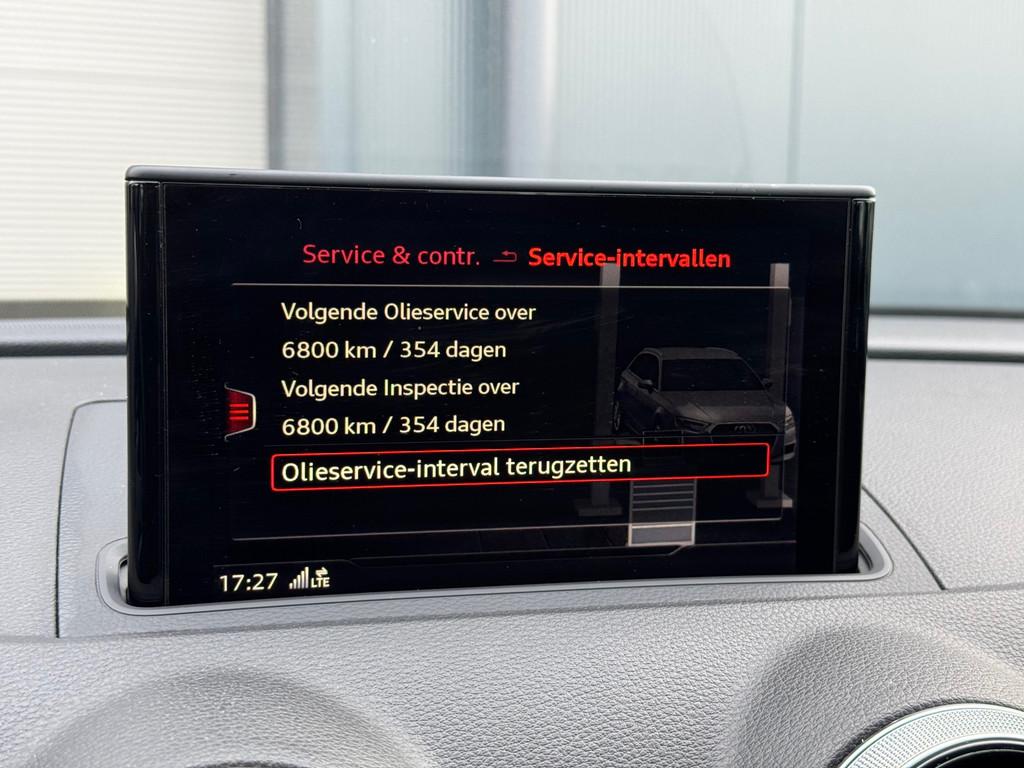 Service & contr. Service-intervallen
Volgende Olieservice over
6800 km / 354 dagen
Volgende Inspectie over
6800 km / 354 dagen
Olieservice-interval terugzetten
17:27 LTE